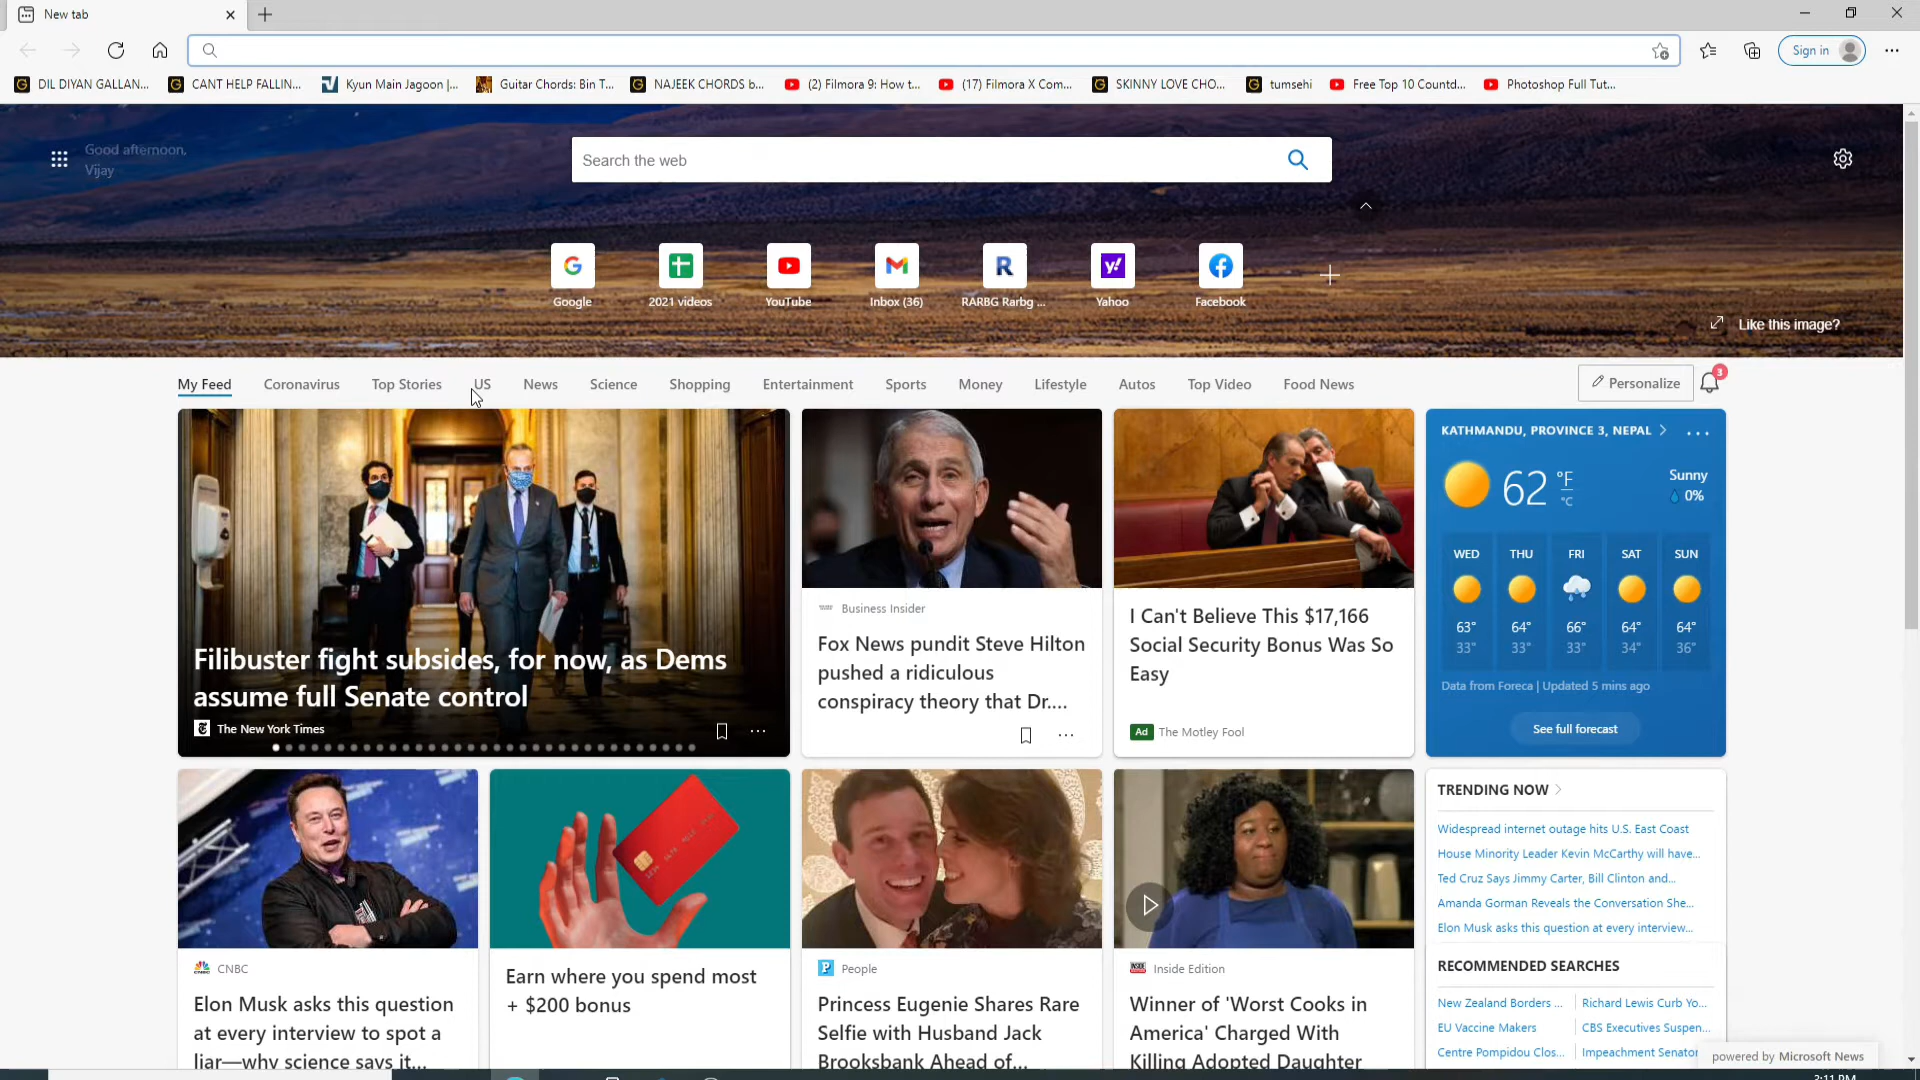 New tab
Sign in
DIL DIYAN GALLAN...
CANT HELP FALLIN...
Kyun Main Jagoon |...
Guitar Chords: Bin T...
NAJEEK CHORDS b...
(2) Filmora 9: How t...
(17) Filmora X Com...
SKINNY LOVE CHO...
tumsehi
Free Top 10 Countd...
Photoshop Full Tut...
Good afternoon,
Vijay
Search the web
Google
2021 videos
YouTube
Inbox (36)
RARBG Rarbg ...
Yahoo
Facebook
Like this image?
My Feed
Coronavirus
Top Stories
US
News
Science
Shopping
Entertainment
Sports
Money
Lifestyle
Autos
Top Video
Food News
Personalize
3
Filibuster fight subsides, for now, as Dems
assume full Senate control
The New York Times
Business Insider
Fox News pundit Steve Hilton
pushed a ridiculous
conspiracy theory that Dr....
I Can't Believe This $17,166
Social Security Bonus Was So
Easy
Ad The Motley Fool
KATHMANDU, PROVINCE 3, NEPAL
62 °F
°C
Sunny
0%
WED THU FRI SAT SUN
63° 64° 66° 64° 64°
33° 33° 33° 34° 36°
Data from Foreca | Updated 5 mins ago
See full forecast
CNBC
Elon Musk asks this question
at every interview to spot a
liar—why science says it...
Earn where you spend most
+ $200 bonus
People
Princess Eugenie Shares Rare
Selfie with Husband Jack
Brooksbank Ahead of...
Inside Edition
Winner of 'Worst Cooks in
America' Charged With
Killing Adopted Daughter
TRENDING NOW
Widespread internet outage hits U.S. East Coast
House Minority Leader Kevin McCarthy will have...
Ted Cruz Says Jimmy Carter, Bill Clinton and...
Amanda Gorman Reveals the Conversation She...
Elon Musk asks this question at every interview...
RECOMMENDED SEARCHES
New Zealand Borders ...
Richard Lewis Curb Yo...
EU Vaccine Makers
CBS Executives Suspen...
Centre Pompidou Clos...
Impeachment Senator
powered by Microsoft News
2:11 PM